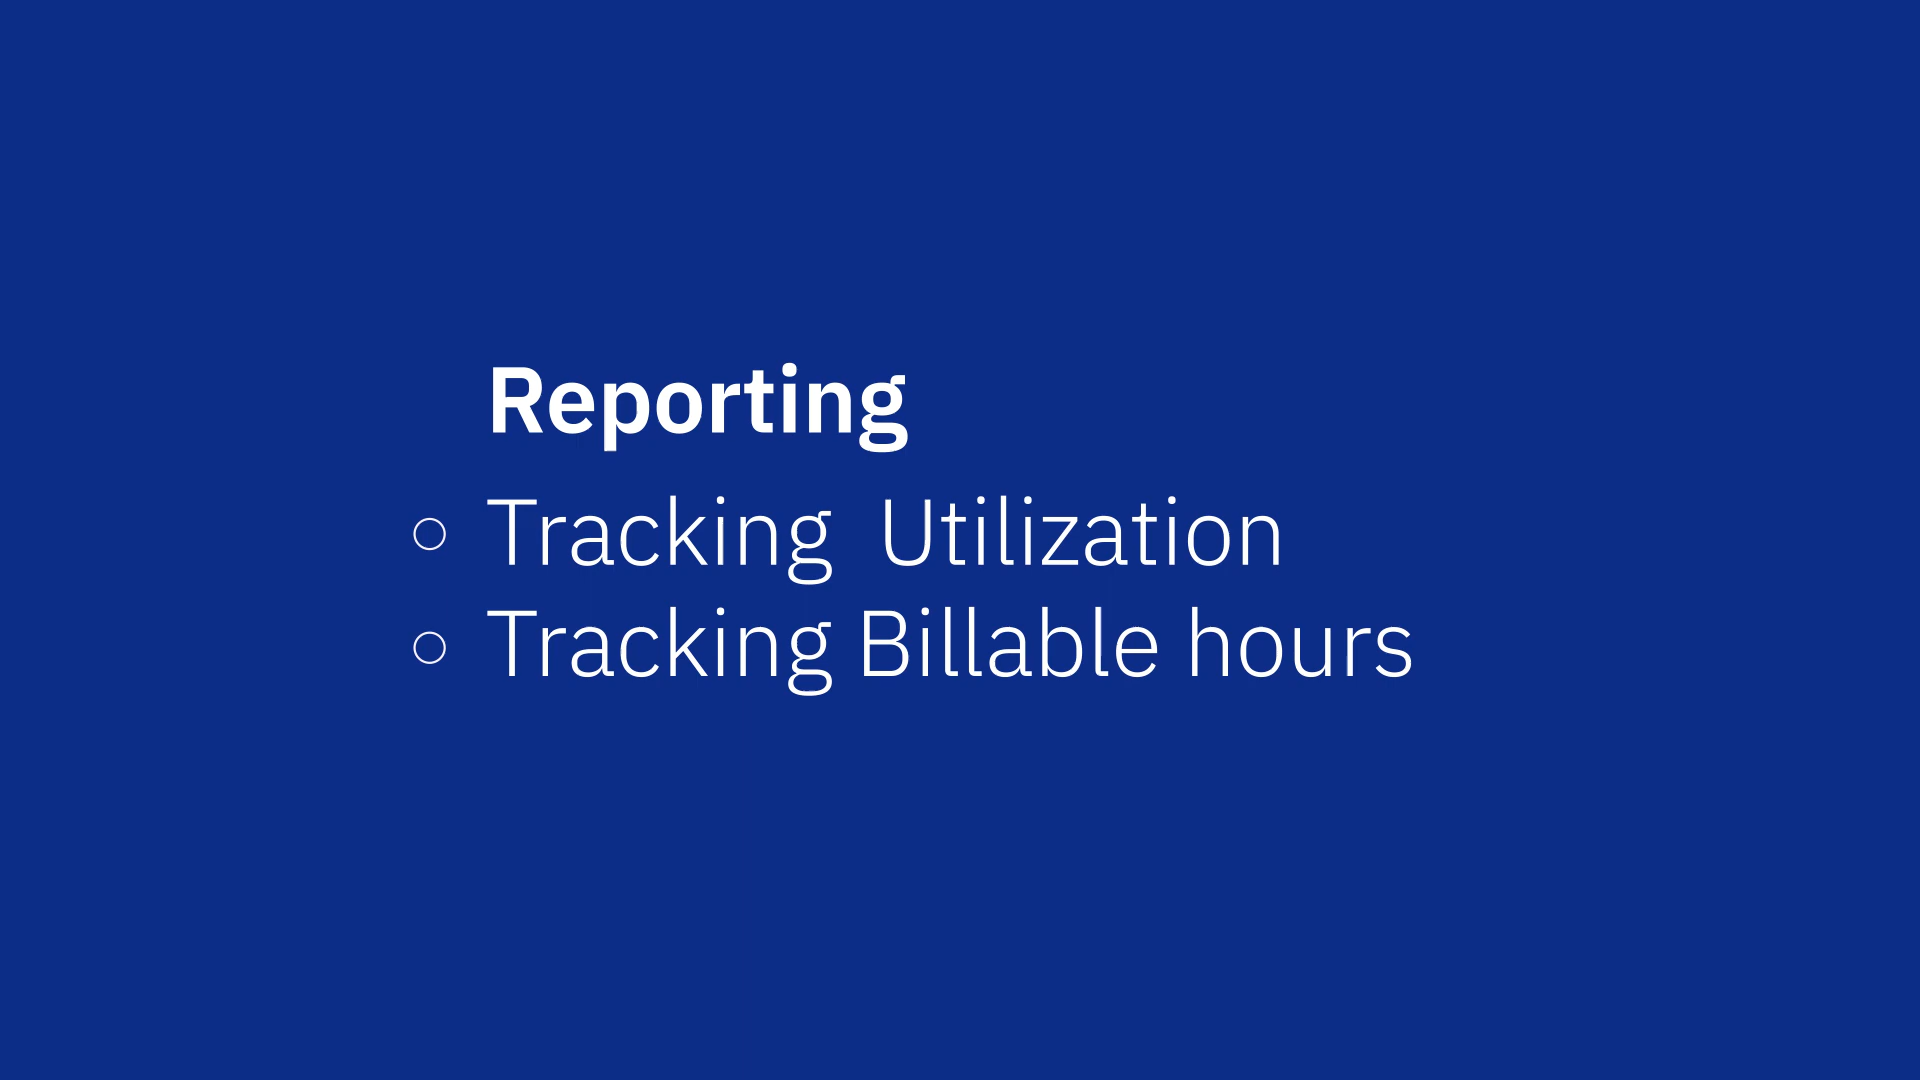 Reporting
○ Tracking  Utilization
○ Tracking Billable hours